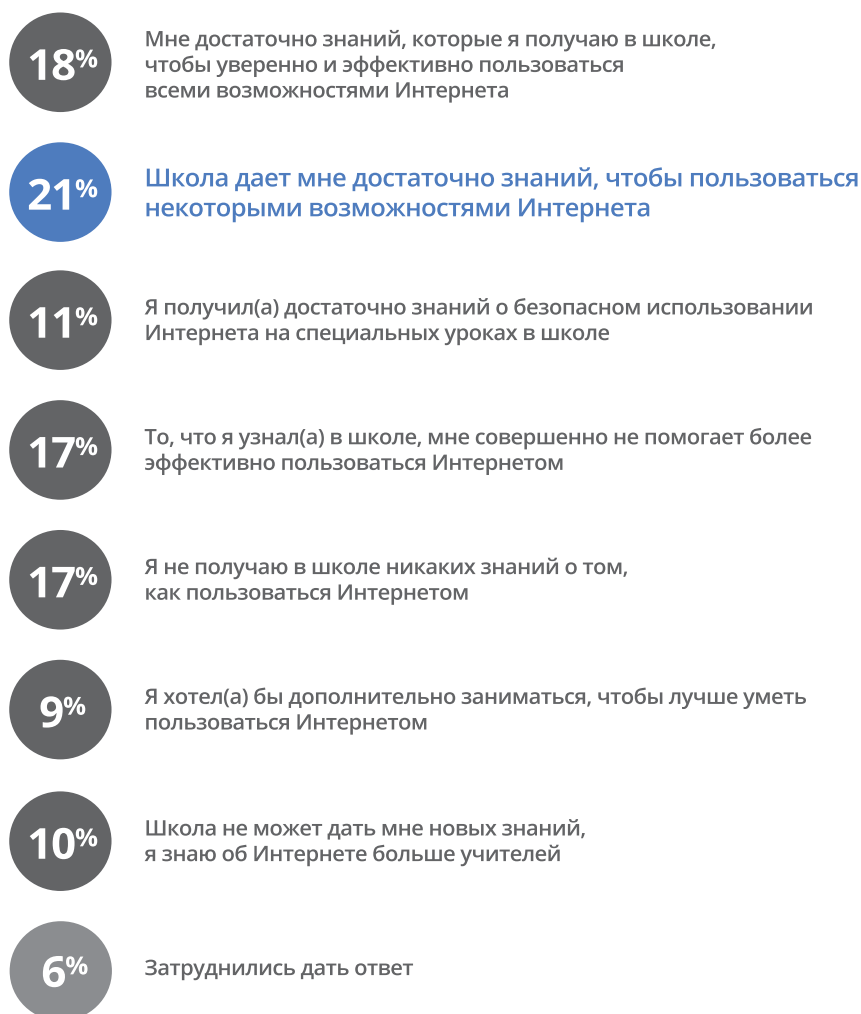 18%
Мне достаточно знаний, которые я получаю в школе,
чтобы уверенно и эффективно пользоваться
всеми возможностями Интернета
21%
Школа дает мне достаточно знаний, чтобы пользоваться
некоторыми возможностями Интернета
11%
Я получил(а) достаточно знаний о безопасном использовании
Интернета на специальных уроках в школе
17%
То, что я узнал(а) в школе, мне совершенно не помогает более
эффективно пользоваться Интернетом
17%
Я не получаю в школе никаких знаний о том,
как пользоваться Интернетом
9%
Я хотел(а) бы дополнительно заниматься, чтобы лучше уметь
пользоваться Интернетом
10%
Школа не может дать мне новых знаний,
я знаю об Интернете больше учителей
6%
Затруднились дать ответ